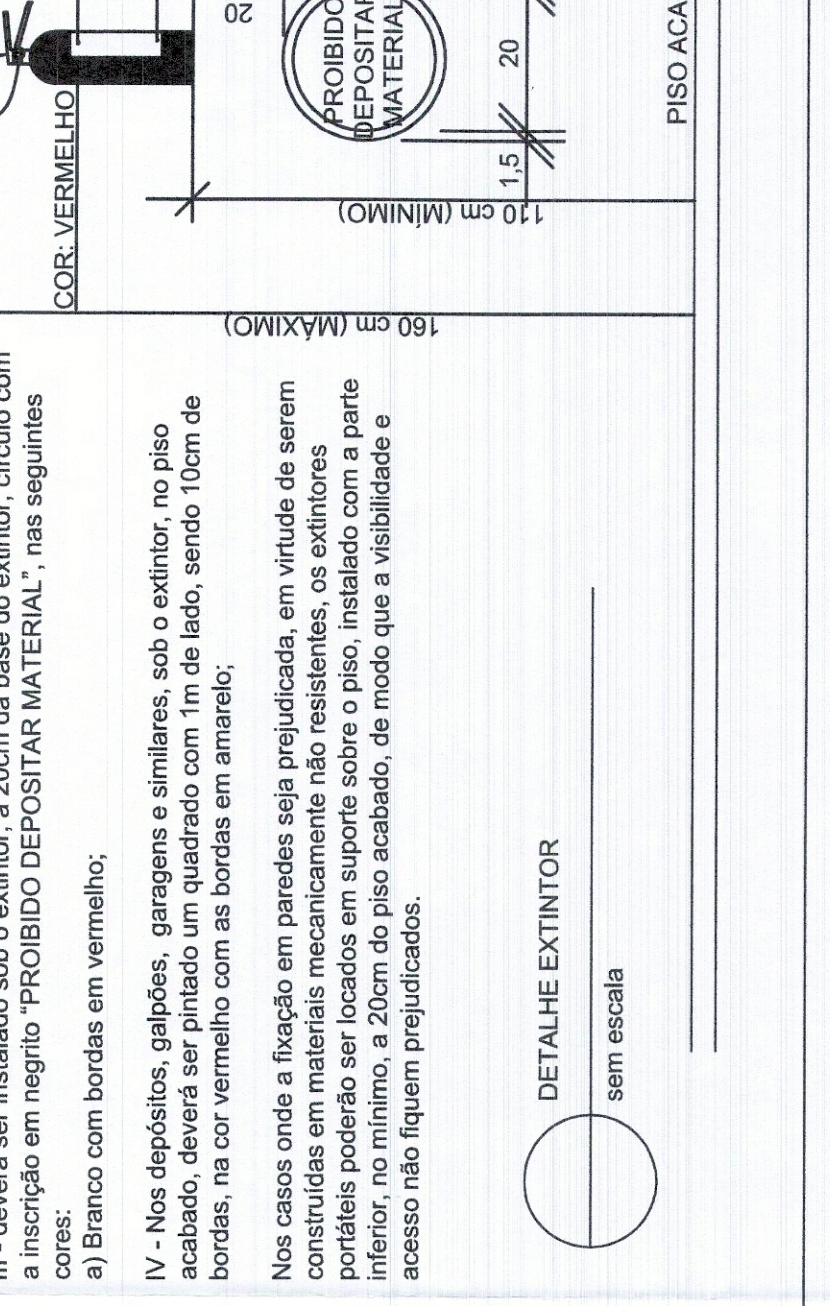 III - deverá ser instalado sob o extintor, a 20cm da base do extintor, círculo com
a inscrição em negrito “PROIBIDO DEPOSITAR MATERIAL”, nas seguintes
cores:
a) Branco com bordas em vermelho;
IV - Nos depósitos, galpões, garagens e similares, sob o extintor, no piso
acabado, deverá ser pintado um quadrado com 1m de lado, sendo 10cm de
bordas, na cor vermelho com as bordas em amarelo;
Nos casos onde a fixação em paredes seja prejudicada, em virtude de serem
construídas em materiais mecanicamente não resistentes, os extintores
portáteis poderão ser locados em suporte sobre o piso, instalado com a parte
inferior, no mínimo, a 20cm do piso acabado, de modo que a visibilidade e
acesso não fiquem prejudicados.
DETALHE EXTINTOR
sem escala
COR: VERMELHO
20
PROIBIDO
DEPOSITAR
MATERIAL
1,5
20
110 cm (MÍNIMO)
160 cm (MÁXIMO)
PISO ACA